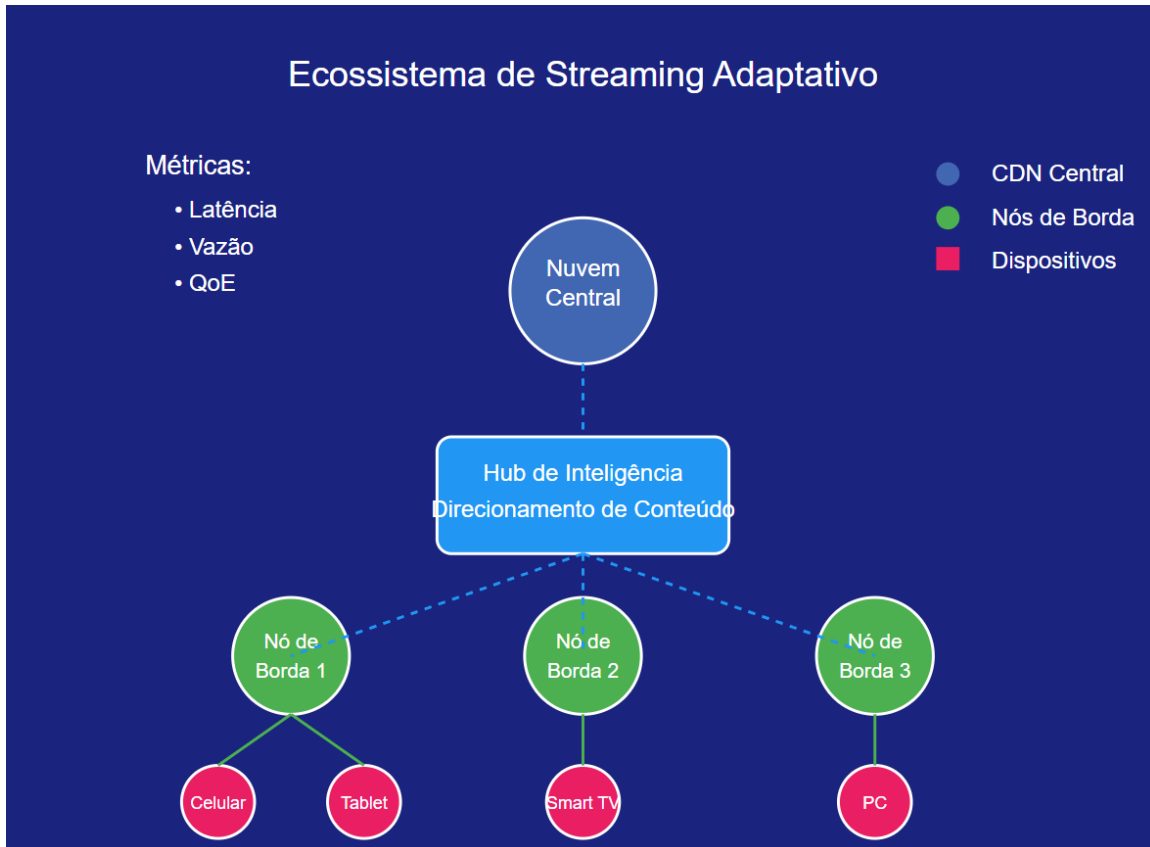 Ecossistema de Streaming Adaptativo
Métricas:
• Latência
• Vazão
• QoE
CDN Central
Nós de Borda
Dispositivos
Nuvem
Central
Hub de Inteligência
Direcionamento de Conteúdo
Nó de
Borda 1
Nó de
Borda 2
Nó de
Borda 3
Celular
Tablet
Smart TV
PC